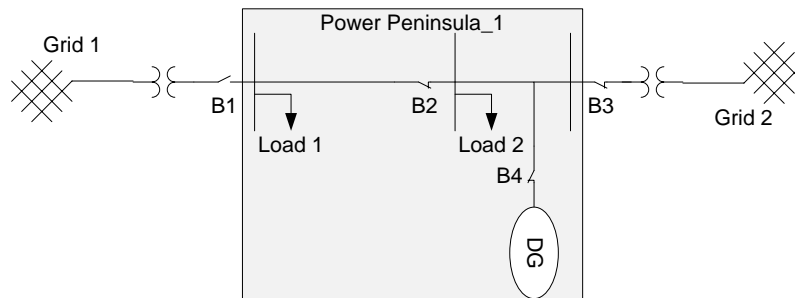 Power Peninsula_1
Grid 1
B1
B2
B3
Grid 2
Load 1
Load 2
B4
DG